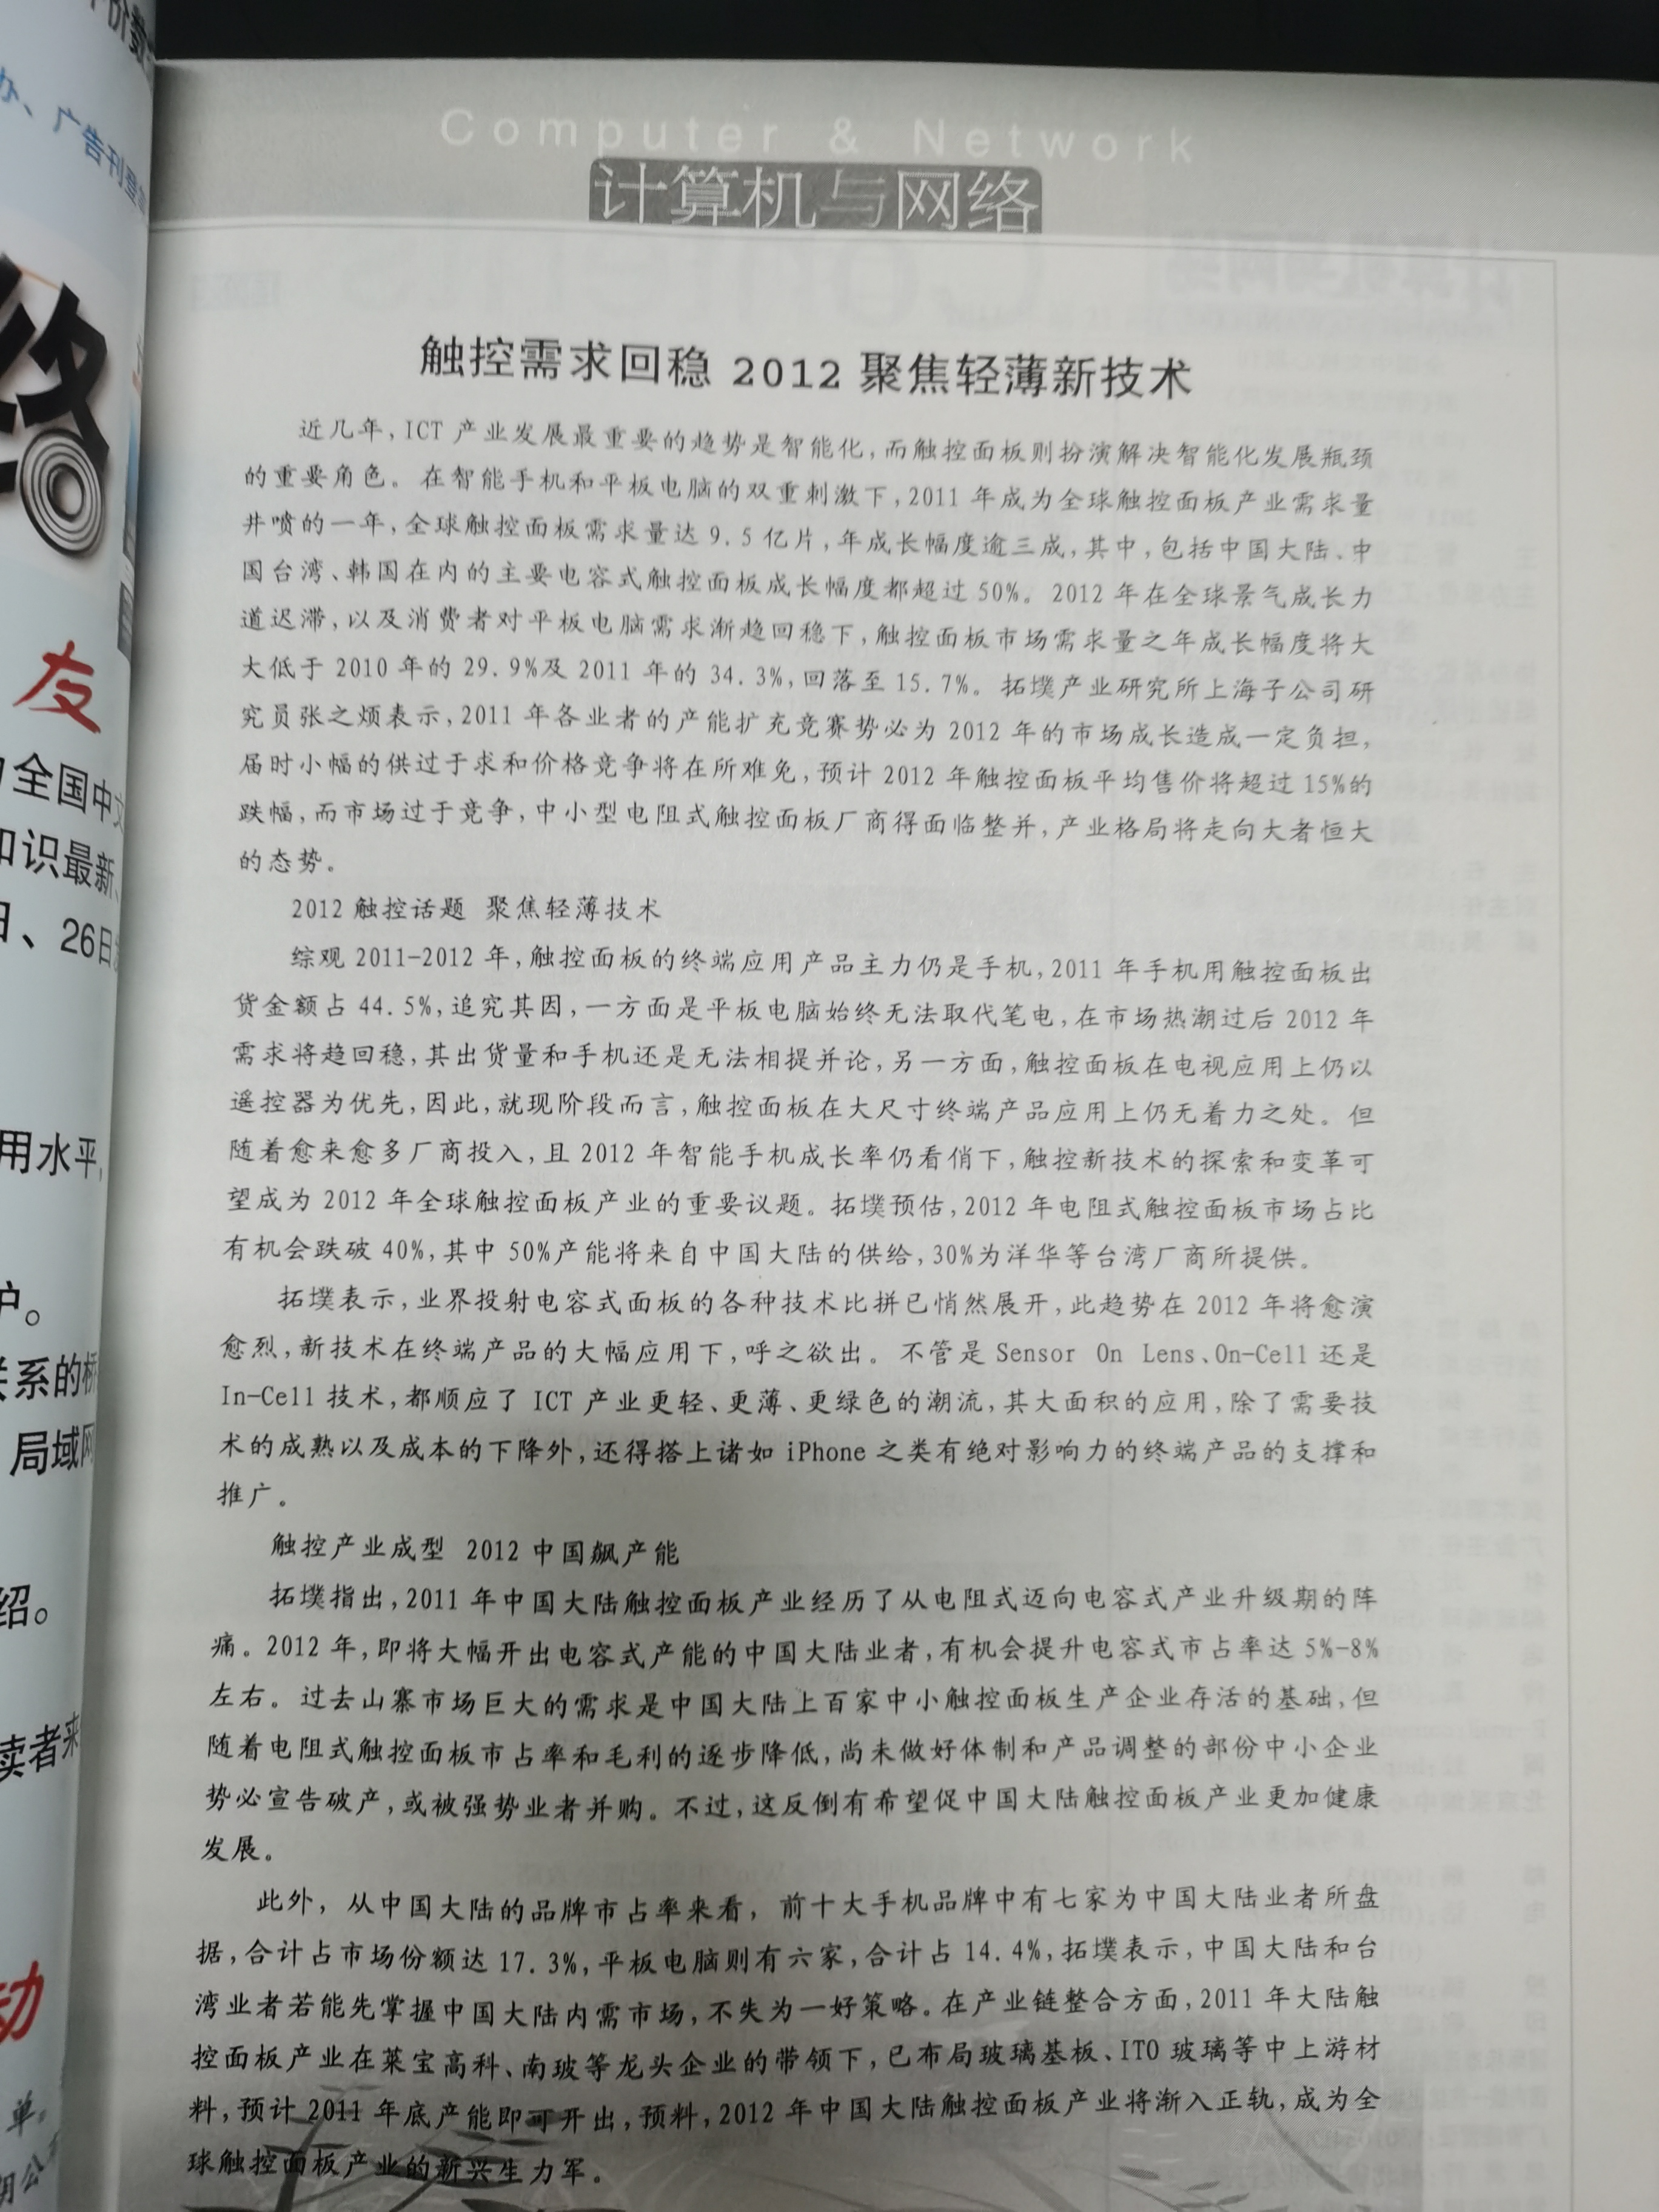 办、广告刊登
友
全国中文
知识最新、
日、26日
用水平,
护。
关系的桥
局域网
绍。
读者来
动
单。
Computer & Network
计算机与网络
触控需求回稳 2012 聚焦轻薄新技术
近几年,ICT 产业发展最重要的趋势是智能化,而触控面板则扮演解决智能化发展瓶颈
的重要角色。在智能手机和平板电脑的双重刺激下,2011 年成为全球触控面板产业需求量
井喷的一年,全球触控面板需求量达 9.5 亿片,年成长幅度逾三成,其中,包括中国大陆、中
国台湾、韩国在内的主要电容式触控面板成长幅度都超过 50%。2012 年在全球景气成长力
道迟滞,以及消费者对平板电脑需求渐趋回稳下,触控面板市场需求量之年成长幅度将大
大低于 2010 年的 29.9%及 2011 年的 34.3%,回落至 15.7%。拓墣产业研究所上海子公司研
究员张之烦表示,2011 年各业者的产能扩充竞赛势必为 2012 年的市场成长造成一定负担,
届时小幅的供过于求和价格竞争将在所难免,预计 2012 年触控面板平均售价将超过 15%的
跌幅,而市场过于竞争,中小型电阻式触控面板厂商得面临整并,产业格局将走向大者恒大
的态势。
2012 触控话题 聚焦轻薄技术
综观 2011-2012 年,触控面板的终端应用产品主力仍是手机,2011 年手机用触控面板出
货金额占 44.5%,追究其因,一方面是平板电脑始终无法取代笔电,在市场热潮过后 2012 年
需求将趋回稳,其出货量和手机还是无法相提并论,另一方面,触控面板在电视应用上仍以
遥控器为优先,因此,就现阶段而言,触控面板在大尺寸终端产品应用上仍无着力之处。但
随着愈来愈多厂商投入,且 2012 年智能手机成长率仍看俏下,触控新技术的探索和变革可
望成为 2012 年全球触控面板产业的重要议题。拓墣预估,2012 年电阻式触控面板市场占比
有机会跌破 40%,其中 50%产能将来自中国大陆的供给,30%为洋华等台湾厂商所提供。
拓墣表示,业界投射电容式面板的各种技术比拼已悄然展开,此趋势在 2012 年将愈演
愈烈,新技术在终端产品的大幅应用下,呼之欲出。不管是 Sensor On Lens、On-Cell 还是
In-Cell 技术,都顺应了 ICT 产业更轻、更薄、更绿色的潮流,其大面积的应用,除了需要技
术的成熟以及成本的下降外,还得搭上诸如 iPhone 之类有绝对影响力的终端产品的支撑和
推广。
触控产业成型 2012 中国飙产能
拓墣指出,2011 年中国大陆触控面板产业经历了从电阻式迈向电容式产业升级期的阵
痛。2012 年,即将大幅开出电容式产能的中国大陆业者,有机会提升电容式市占率达 5%-8%
左右。过去山寨市场巨大的需求是中国大陆上百家中小触控面板生产企业存活的基础,但
随着电阻式触控面板市占率和毛利的逐步降低,尚未做好体制和产品调整的部份中小企业
势必宣告破产,或被强势业者并购。不过,这反倒有希望促中国大陆触控面板产业更加健康
发展。
此外,从中国大陆的品牌市占率来看,前十大手机品牌中有七家为中国大陆业者所盘
据,合计占市场份额达 17.3%,平板电脑则有六家,合计占 14.4%,拓墣表示,中国大陆和台
湾业者若能先掌握中国大陆内需市场,不失为一好策略。在产业链整合方面,2011 年大陆触
控面板产业在莱宝高科、南玻等龙头企业的带领下,已布局玻璃基板、ITO 玻璃等中上游材
料,预计 2011 年底产能即可开出,预料,2012 年中国大陆触控面板产业将渐入正轨,成为全
球触控面板产业的新兴生力军。